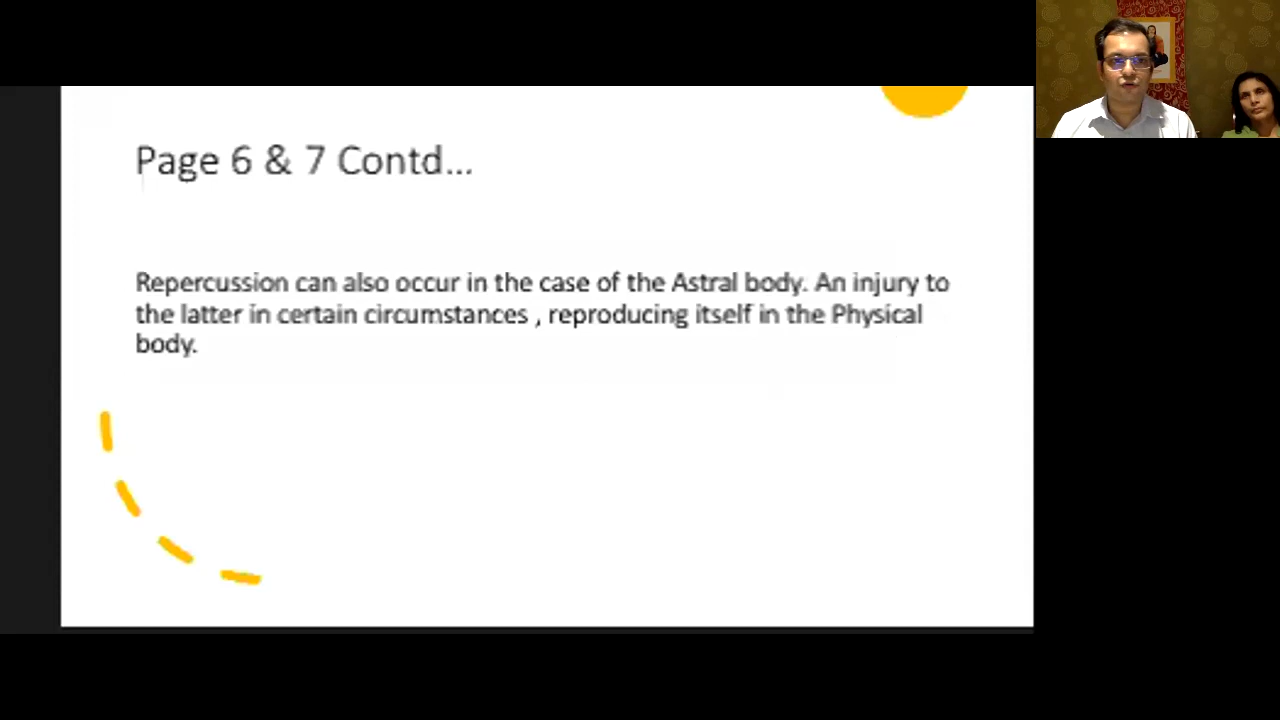 Page 6 & 7 Contd...
Repercussion can also occur in the case of the Astral body. An injury to
the latter in certain circumstances , reproducing itself in the Physical
body.